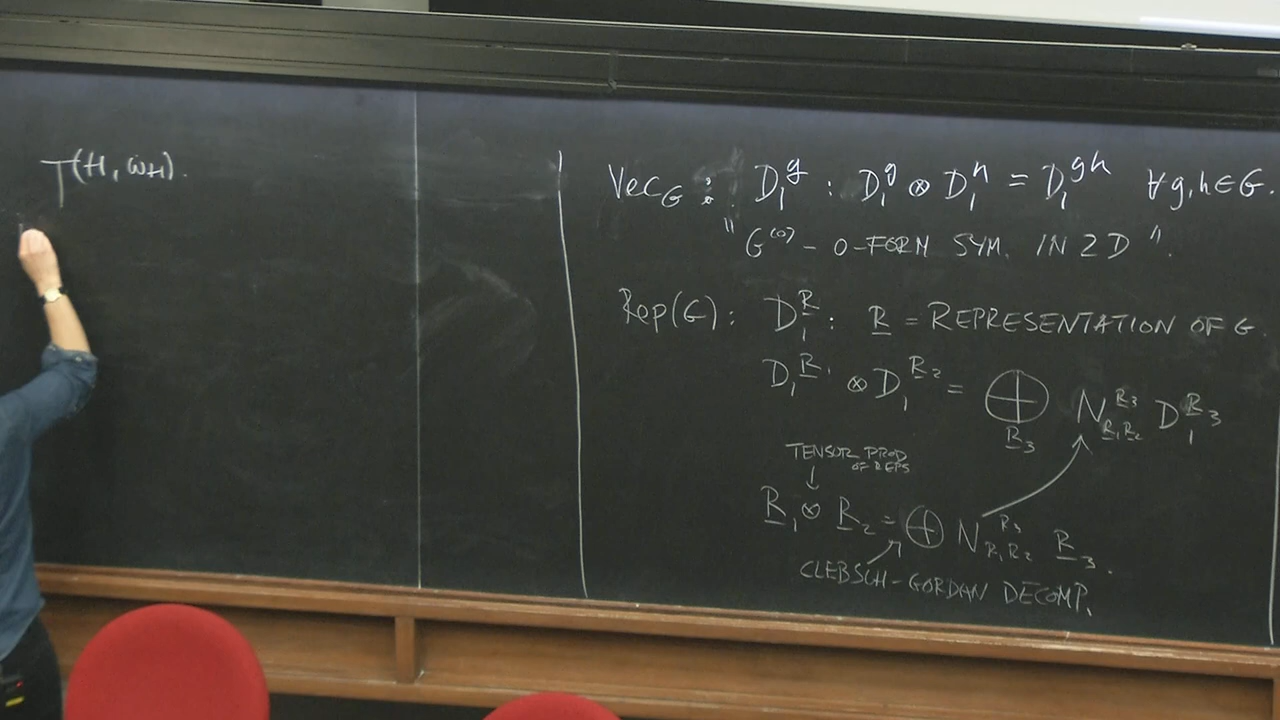 T^(H, ω_H).
Vec_G : D_1^g : D_1^g ⊗ D_1^h = D_1^{gh} ∀ g, h ∈ G.
" G^(0) - 0-FORM SYM. IN 2D ".
Rep(G): D_1^R : R = REPRESENTATION OF G
D_1^{R_1} ⊗ D_1^{R_2} = ⊕_{R_3} N_{R_1R_2}^{R_3} D_1^{R_3}
TENSOR PROD
OF REPS
R_1 ⊗ R_2 = ⊕ N_{R_1R_2}^{R_3} R_3.
CLEBSCH-GORDAN DECOMP.